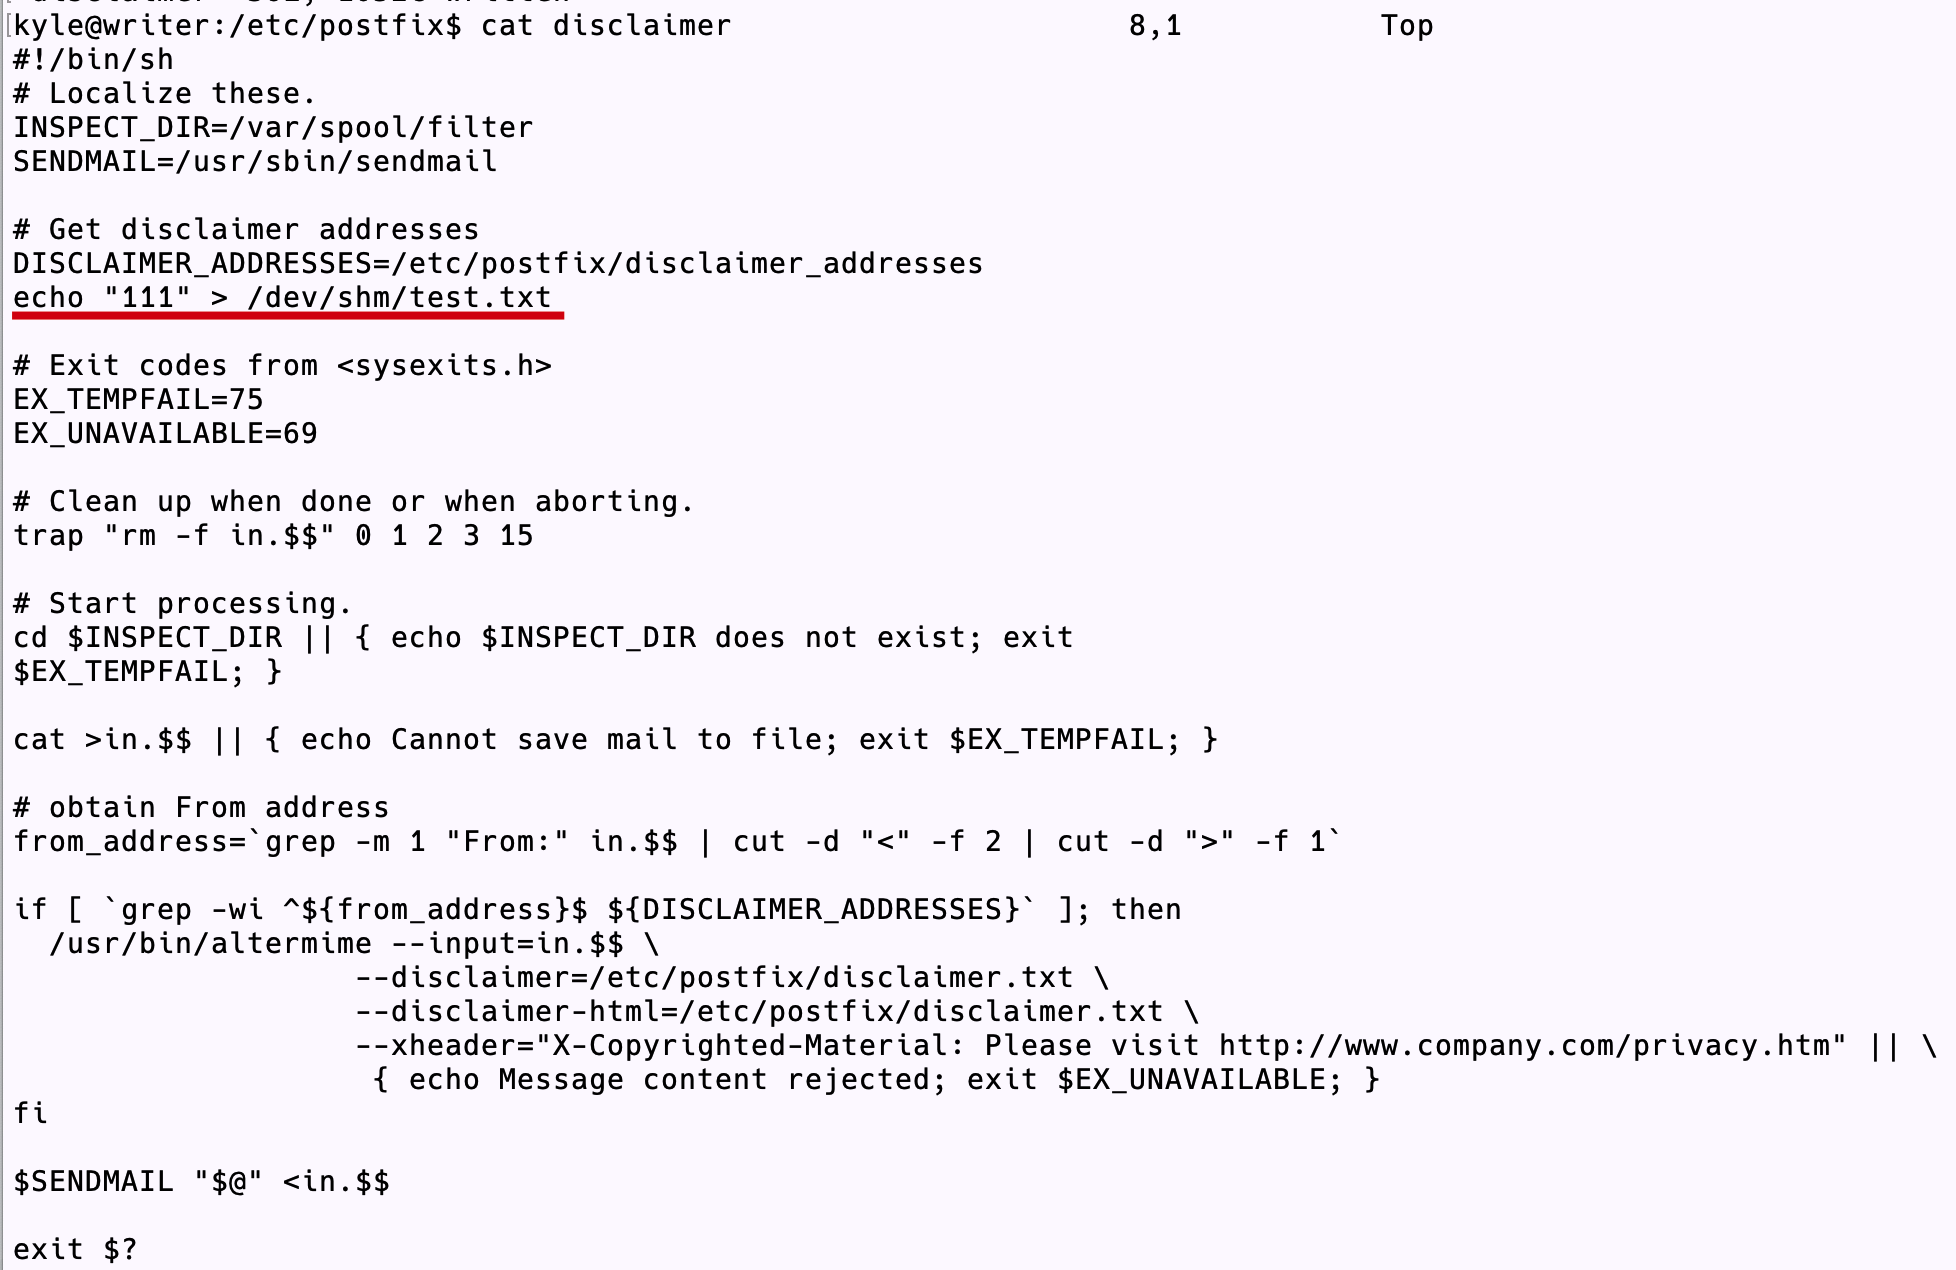 kyle@writer:/etc/postfix$ cat disclaimer                      8,1           Top
#!/bin/sh
# Localize these.
INSPECT_DIR=/var/spool/filter
SENDMAIL=/usr/sbin/sendmail

# Get disclaimer addresses
DISCLAIMER_ADDRESSES=/etc/postfix/disclaimer_addresses
echo "111" > /dev/shm/test.txt

# Exit codes from <sysexits.h>
EX_TEMPFAIL=75
EX_UNAVAILABLE=69

# Clean up when done or when aborting.
trap "rm -f in.$$" 0 1 2 3 15

# Start processing.
cd $INSPECT_DIR || { echo $INSPECT_DIR does not exist; exit
$EX_TEMPFAIL; }

cat >in.$$ || { echo Cannot save mail to file; exit $EX_TEMPFAIL; }

# obtain From address
from_address=`grep -m 1 "From:" in.$$ | cut -d "<" -f 2 | cut -d ">" -f 1`

if [ `grep -wi ^${from_address}$ ${DISCLAIMER_ADDRESSES}` ]; then
  /usr/bin/altermime --input=in.$$ \
                   --disclaimer=/etc/postfix/disclaimer.txt \
                   --disclaimer-html=/etc/postfix/disclaimer.txt \
                   --xheader="X-Copyrighted-Material: Please visit http://www.company.com/privacy.htm" || \
                    { echo Message content rejected; exit $EX_UNAVAILABLE; }
fi

$SENDMAIL "$@" <in.$$

exit $?